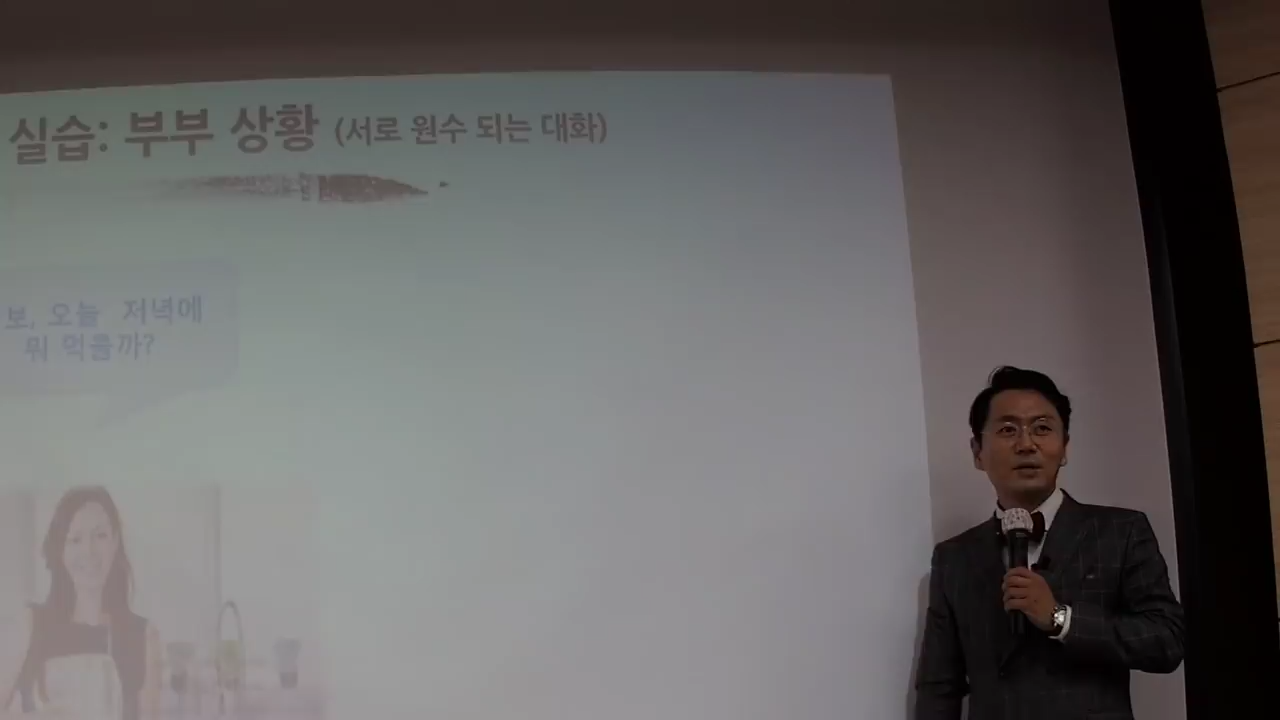 실습: 부부 상황 (서로 원수 되는 대화)
보, 오늘 저녁에
뭐 먹을까?